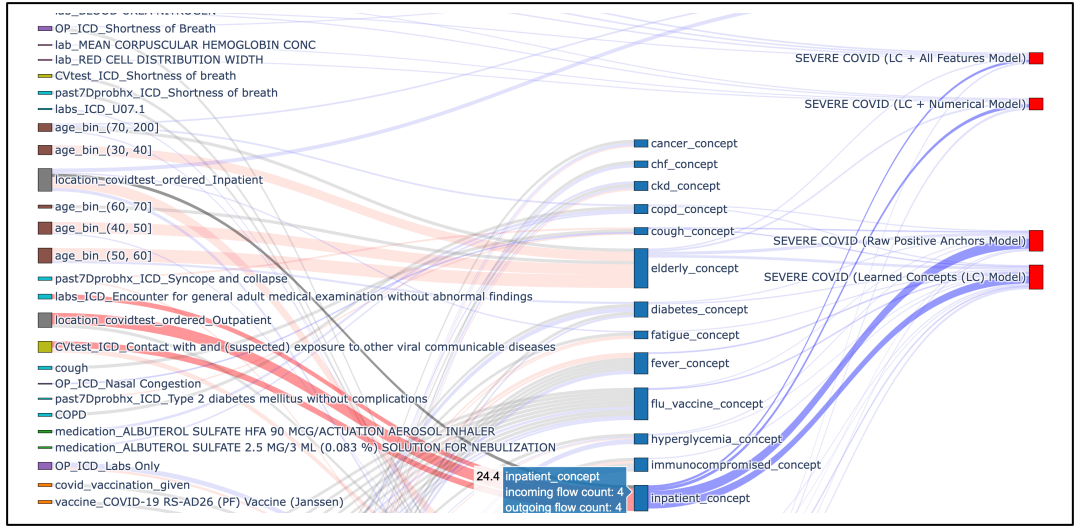 lab_BLOOD UREA NITROGEN
OP_ICD_Shortness of Breath
lab_MEAN CORPUSCULAR HEMOGLOBIN CONC
lab_RED CELL DISTRIBUTION WIDTH
CVtest_ICD_Shortness of breath
past7Dprobhx_ICD_Shortness of breath
labs_ICD_U07.1
age_bin_(70, 200]
age_bin_(30, 40]
location_covidtest_ordered_Inpatient
age_bin_(60, 70]
age_bin_(40, 50]
age_bin_(50, 60]
past7Dprobhx_ICD_Syncope and collapse
labs_ICD_Encounter for general adult medical examination without abnormal findings
location_covidtest_ordered_Outpatient
CVtest_ICD_Contact with and (suspected) exposure to other viral communicable diseases
cough
OP_ICD_Nasal Congestion
past7Dprobhx_ICD_Type 2 diabetes mellitus without complications
COPD
medication_ALBUTEROL SULFATE HFA 90 MCG/ACTUATION AEROSOL INHALER
medication_ALBUTEROL SULFATE 2.5 MG/3 ML (0.083 %) SOLUTION FOR NEBULIZATION
OP_ICD_Labs Only
covid_vaccination_given
vaccine_COVID-19 RS-AD26 (PF) Vaccine (Janssen)
cancer_concept
chf_concept
ckd_concept
copd_concept
cough_concept
elderly_concept
diabetes_concept
fatigue_concept
fever_concept
flu_vaccine_concept
hyperglycemia_concept
immunocompromised_concept
inpatient_concept
24.4
inpatient_concept
incoming flow count: 4
outgoing flow count: 4
SEVERE COVID (LC + All Features Model)
SEVERE COVID (LC + Numerical Model)
SEVERE COVID (Raw Positive Anchors Model)
SEVERE COVID (Learned Concepts (LC) Model)